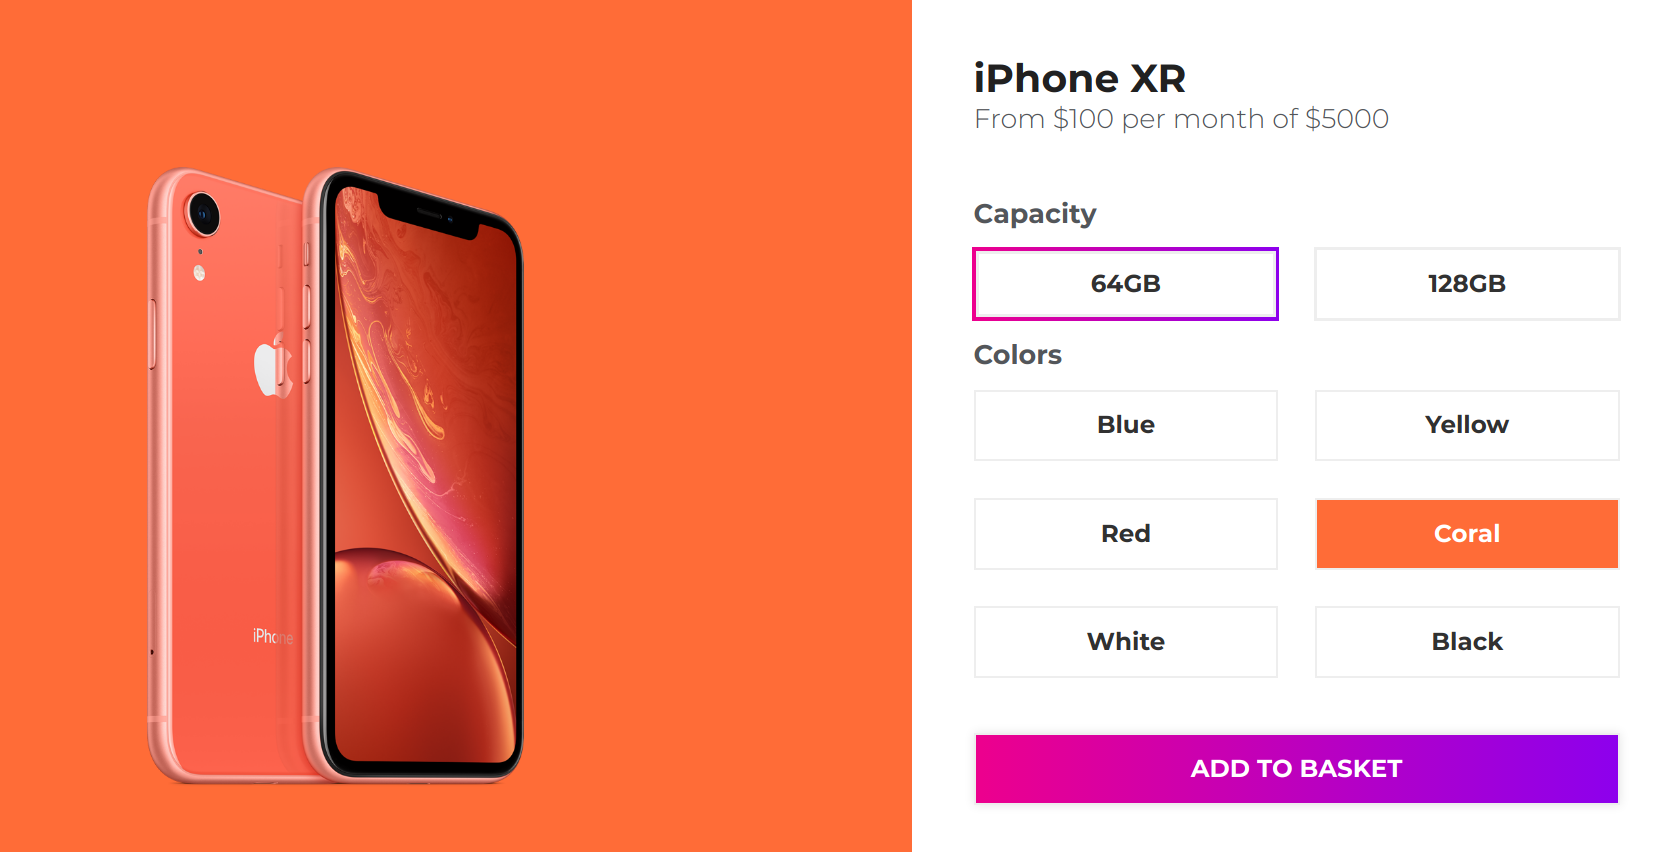 iPhone XR
From $100 per month of $5000
Capacity
64GB
128GB
Colors
Blue
Yellow
Red
Coral
White
Black
ADD TO BASKET
iPhone